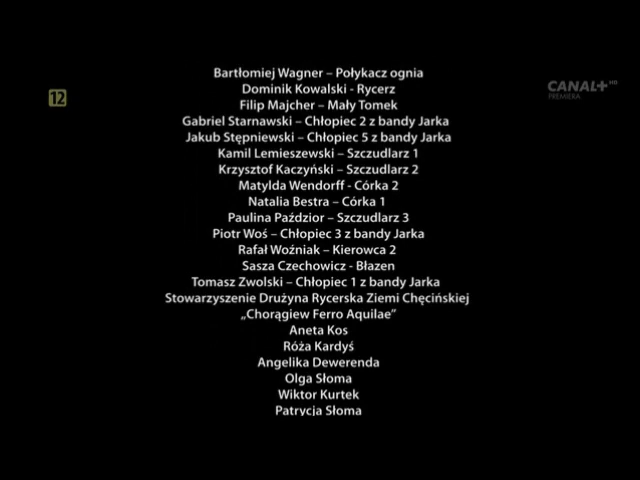 Bartłomiej Wagner – Połykacz ognia
12
Dominik Kowalski - Rycerz
CANAL+ HD
PREMIERA
Filip Majcher – Mały Tomek
Gabriel Starnawski – Chłopiec 2 z bandy Jarka
Jakub Stępniewski – Chłopiec 5 z bandy Jarka
Kamil Lemieszewski – Szczudlarz 1
Krzysztof Kaczyński – Szczudlarz 2
Matylda Wendorff - Córka 2
Natalia Bestra – Córka 1
Paulina Paździor – Szczudlarz 3
Piotr Woś – Chłopiec 3 z bandy Jarka
Rafał Woźniak – Kierowca 2
Sasza Czechowicz - Błazen
Tomasz Zwolski – Chłopiec 1 z bandy Jarka
Stowarzyszenie Drużyna Rycerska Ziemi Chęcińskiej
„Chorągiew Ferro Aquilae”
Aneta Kos
Róża Kardyś
Angelika Dewerenda
Olga Słoma
Wiktor Kurtek
Patrycja Słoma